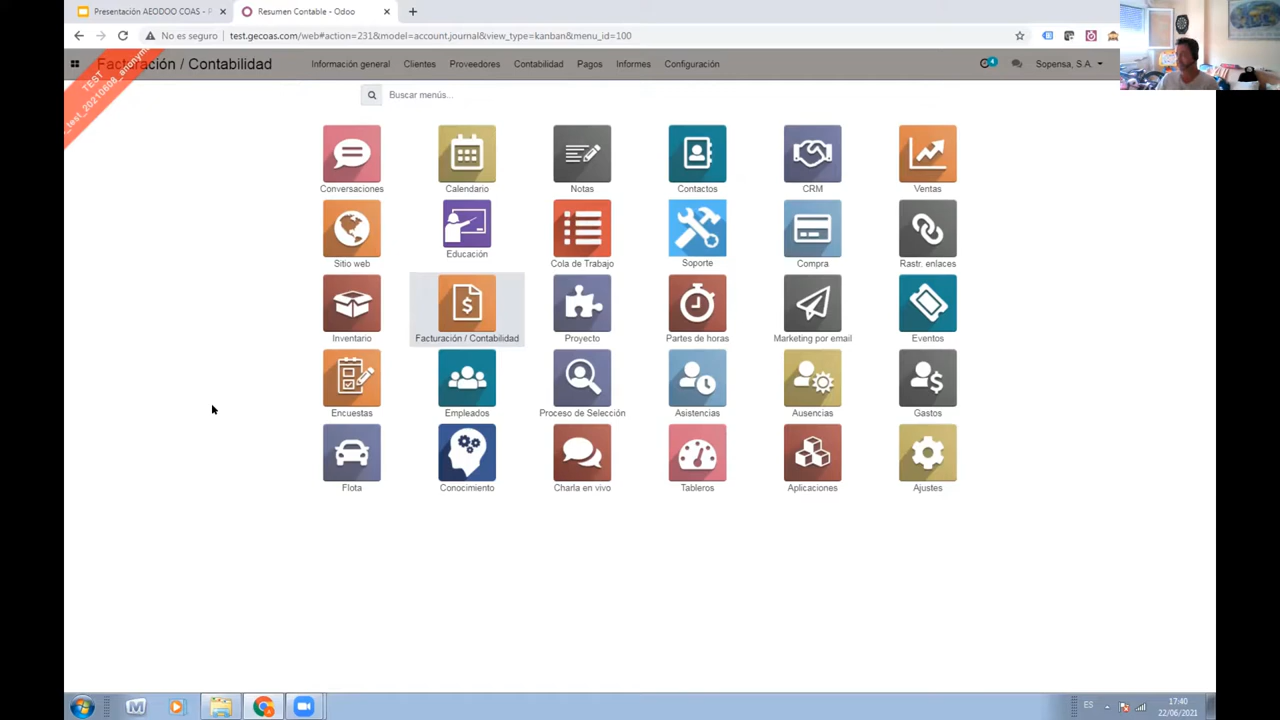 Presentación AEODOO COAS - P
Resumen Contable - Odoo
No es seguro
test.gecoas.com/web#action=231&model=account.journal&view_type=kanban&menu_id=100
Facturación / Contabilidad
Información general
Clientes
Proveedores
Contabilidad
Pagos
Informes
Configuración
4
Sopensa, S.A.
TEST
_test_20210608_anonym
Buscar menús...
Conversaciones
Calendario
Notas
Contactos
CRM
Ventas
Sitio web
Educación
Cola de Trabajo
Soporte
Compra
Rastr. enlaces
Inventario
Facturación / Contabilidad
Proyecto
Partes de horas
Marketing por email
Eventos
Encuestas
Empleados
Proceso de Selección
Asistencias
Ausencias
Gastos
Flota
Conocimiento
Charla en vivo
Tableros
Aplicaciones
Ajustes
ES
17:40
22/06/2021